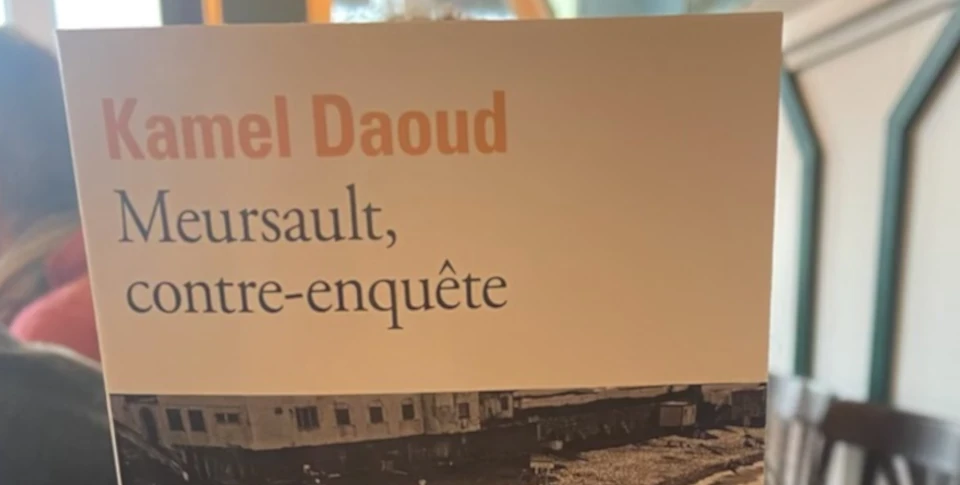 Kamel Daoud
Meursault,
contre-enquête